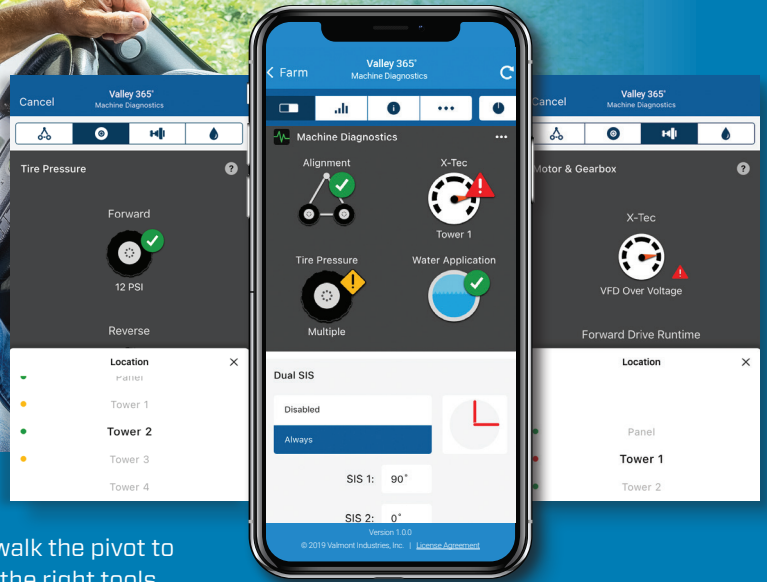 Cancel
Valley 365®
Machine Diagnostics
Tire Pressure
?
Forward
12 PSI
Reverse
Location
×
Panel
Tower 1
Tower 2
Tower 3
Tower 4
< Farm
Valley 365®
Machine Diagnostics
Machine Diagnostics
...
Alignment
X-Tec
Tower 1
Tire Pressure
Water Application
Multiple
Dual SIS
Disabled
Always
SIS 1: 90°
SIS 2: 0°
Version 1.0.0
© 2019 Valmont Industries, Inc. | License Agreement
Cancel
Valley 365®
Machine Diagnostics
Motor & Gearbox
?
X-Tec
VFD Over Voltage
Forward Drive Runtime
Location
×
Panel
Tower 1
Tower 2
walk the pivot to
the right tools